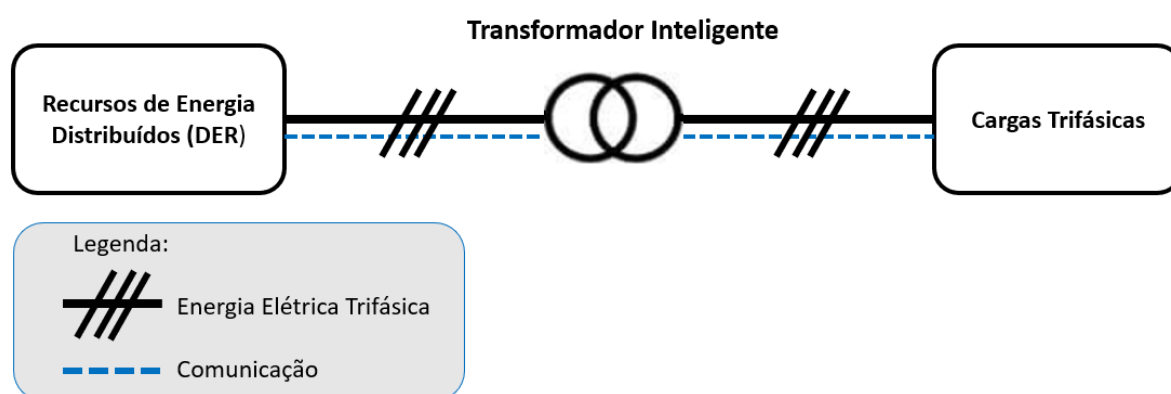 Transformador Inteligente
Recursos de Energia
Distribuídos (DER)
Cargas Trifásicas
Legenda:
Energia Elétrica Trifásica
Comunicação